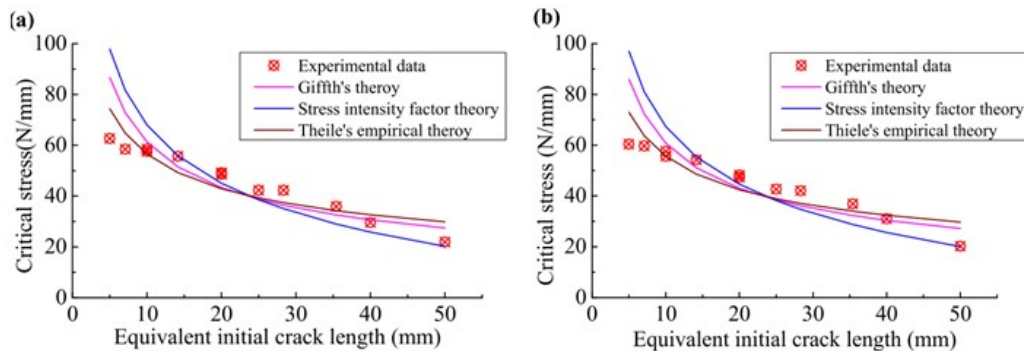 (a)
100
80
60
40
20
0
Critical stress(N/mm)
Experimental data
Giffth's theroy
Stress intensity factor theory
Theile's empirical theroy
0 10 20 30 40 50
Equivalent initial crack length (mm)
(b)
100
80
60
40
20
0
Critical stress (N/mm)
Experimental data
Giffth's theory
Stress intensity factor theory
Thiele's empirical theory
0 10 20 30 40 50
Equivalent initial crack length (mm)